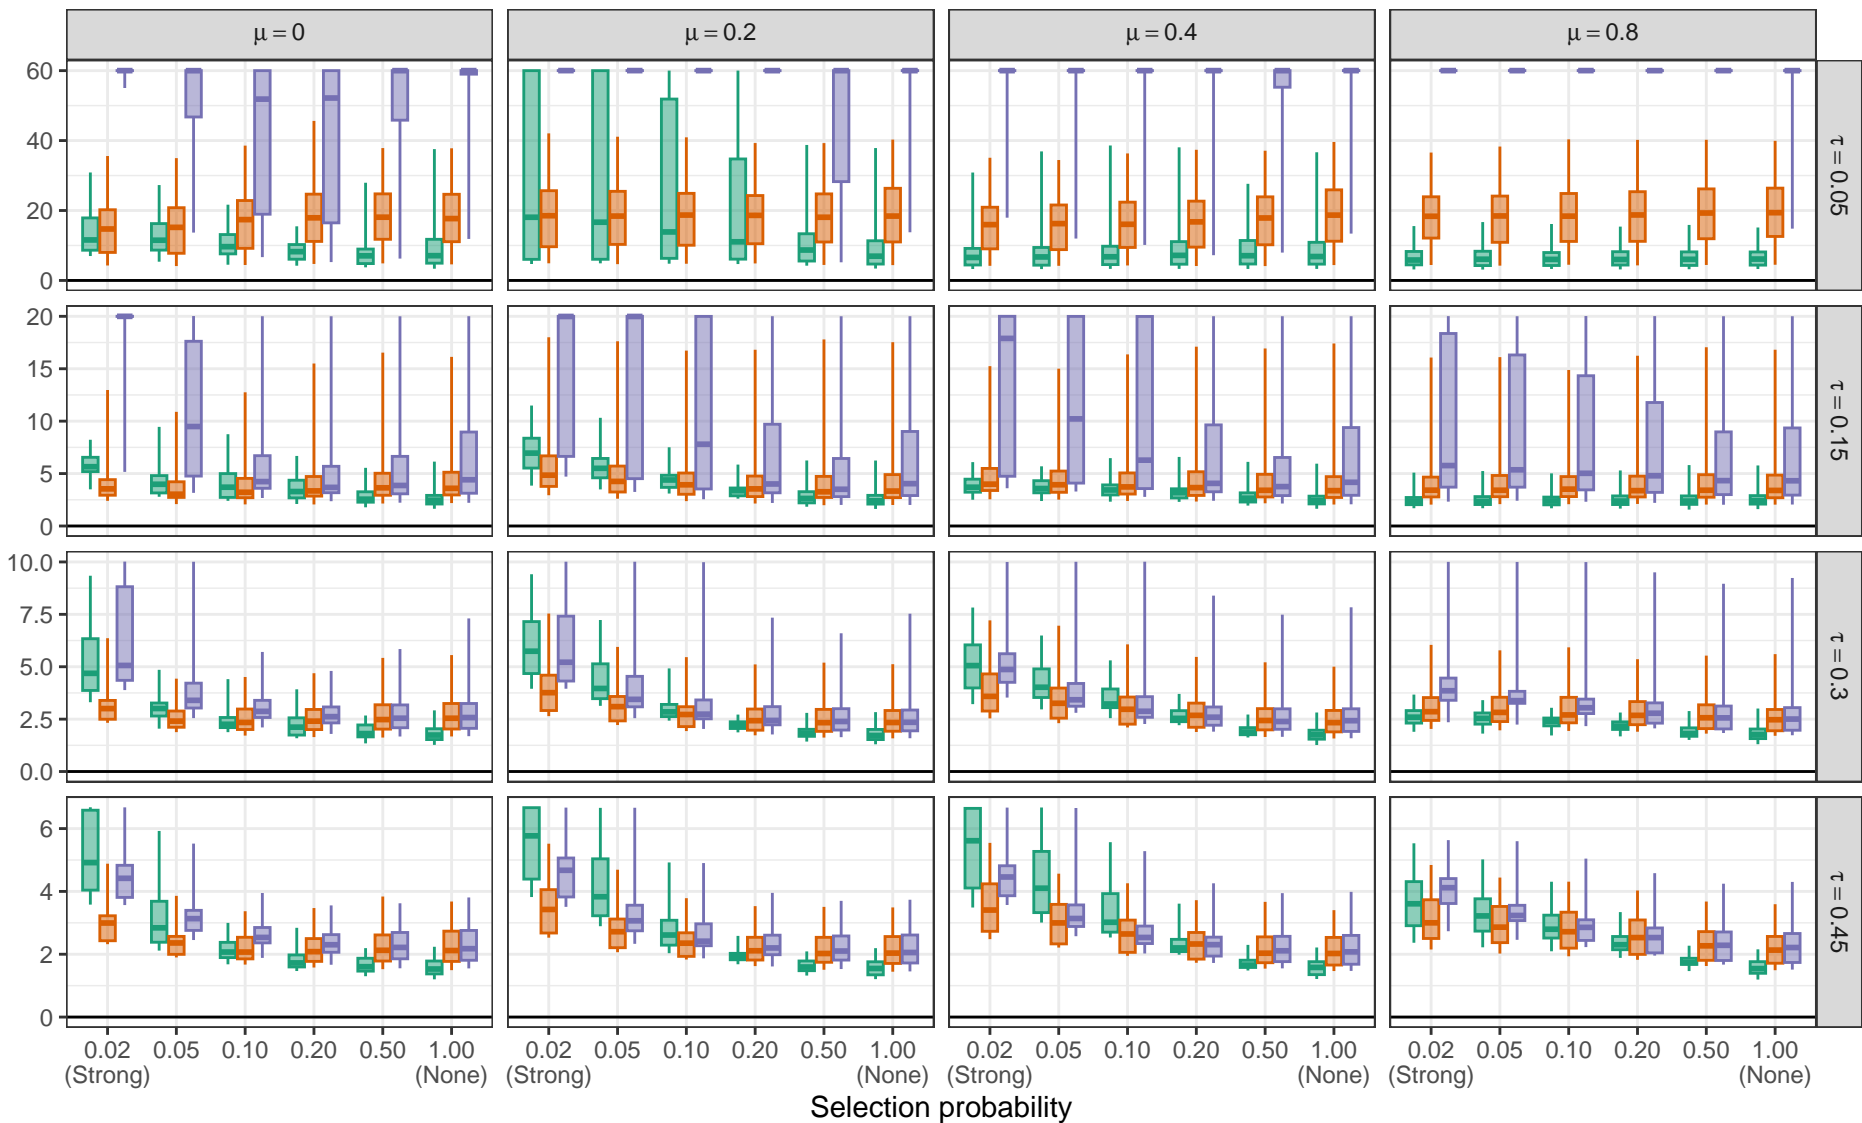 μ = 0
μ = 0.2
μ = 0.4
μ = 0.8
60
40
20
0
τ = 0.05
20
15
10
5
0
τ = 0.15
10.0
7.5
5.0
2.5
0.0
τ = 0.3
6
4
2
0
τ = 0.45
0.02 0.05 0.10 0.20 0.50 1.00 0.02 0.05 0.10 0.20 0.50 1.00 0.02 0.05 0.10 0.20 0.50 1.00 0.02 0.05 0.10 0.20 0.50 1.00
(Strong) (None) (Strong) (None) (Strong) (None) (Strong) (None)
Selection probability